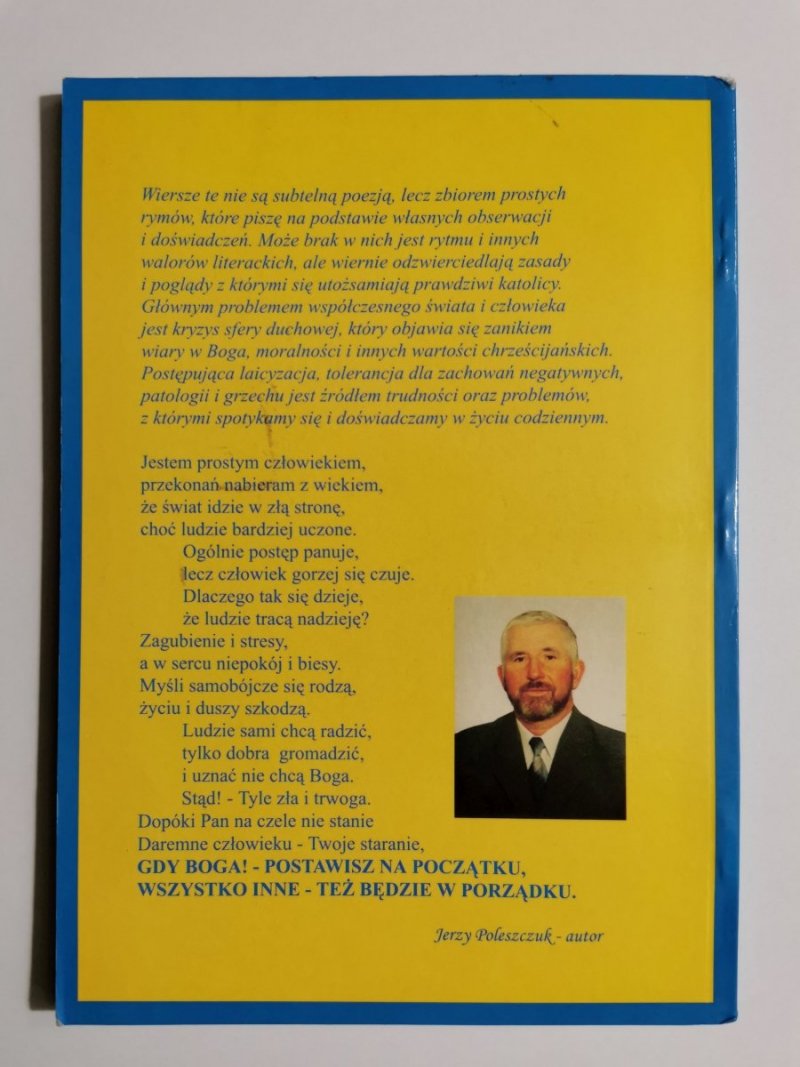 Wiersze te nie są subtelną poezją, lecz zbiorem prostych
rymów, które piszę na podstawie własnych obserwacji
i doświadczeń. Może brak w nich jest rytmu i innych
walorów literackich, ale wiernie odzwierciedlają zasady
i poglądy z którymi się utożsamiają prawdziwi katolicy.
Głównym problemem współczesnego świata i człowieka
jest kryzys sfery duchowej, który objawia się zanikiem
wiary w Boga, moralności i innych wartości chrześcijańskich.
Postępująca laicyzacja, tolerancja dla zachowań negatywnych,
patologii i grzechu jest źródłem trudności oraz problemów,
z którymi spotykamy się i doświadczamy w życiu codziennym.
Jestem prostym człowiekiem,
przekonań nabieram z wiekiem,
że świat idzie w złą stronę,
choć ludzie bardziej uczone.
Ogólnie postęp panuje,
lecz człowiek gorzej się czuje.
Dlaczego tak się dzieje,
że ludzie tracą nadzieję?
Zagubienie i stresy,
a w sercu niepokój i biesy.
Myśli samobójcze się rodzą,
życiu i duszy szkodzą.
Ludzie sami chcą radzić,
tylko dobra gromadzić,
i uznać nie chcą Boga.
Stąd! - Tyle zła i trwoga.
Dopóki Pan na czele nie stanie
Daremne człowieku - Twoje staranie,
GDY BOGA! - POSTAWISZ NA POCZĄTKU,
WSZYSTKO INNE - TEŻ BĘDZIE W PORZĄDKU.
Jerzy Poleszczuk - autor